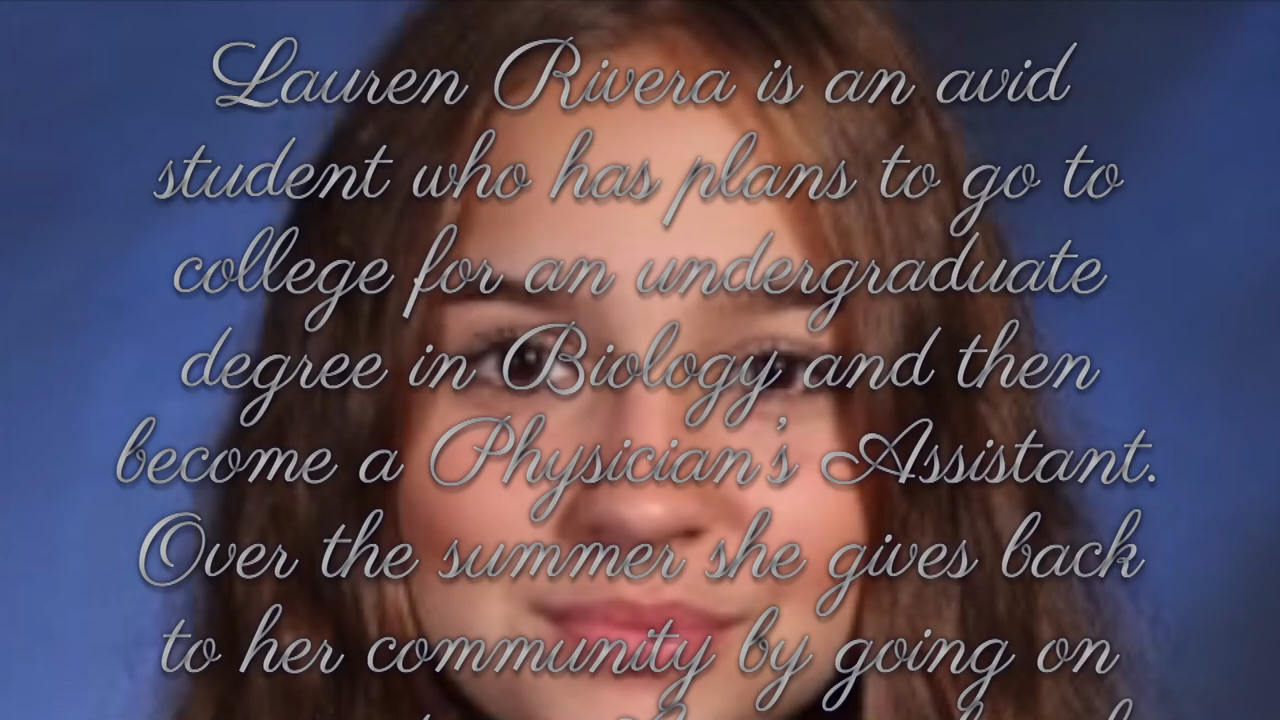 Lauren Rivera is an avid
student who has plans to go to
college for an undergraduate
degree in Biology and then
become a Physician's Assistant.
Over the summer she gives back
to her community by going on